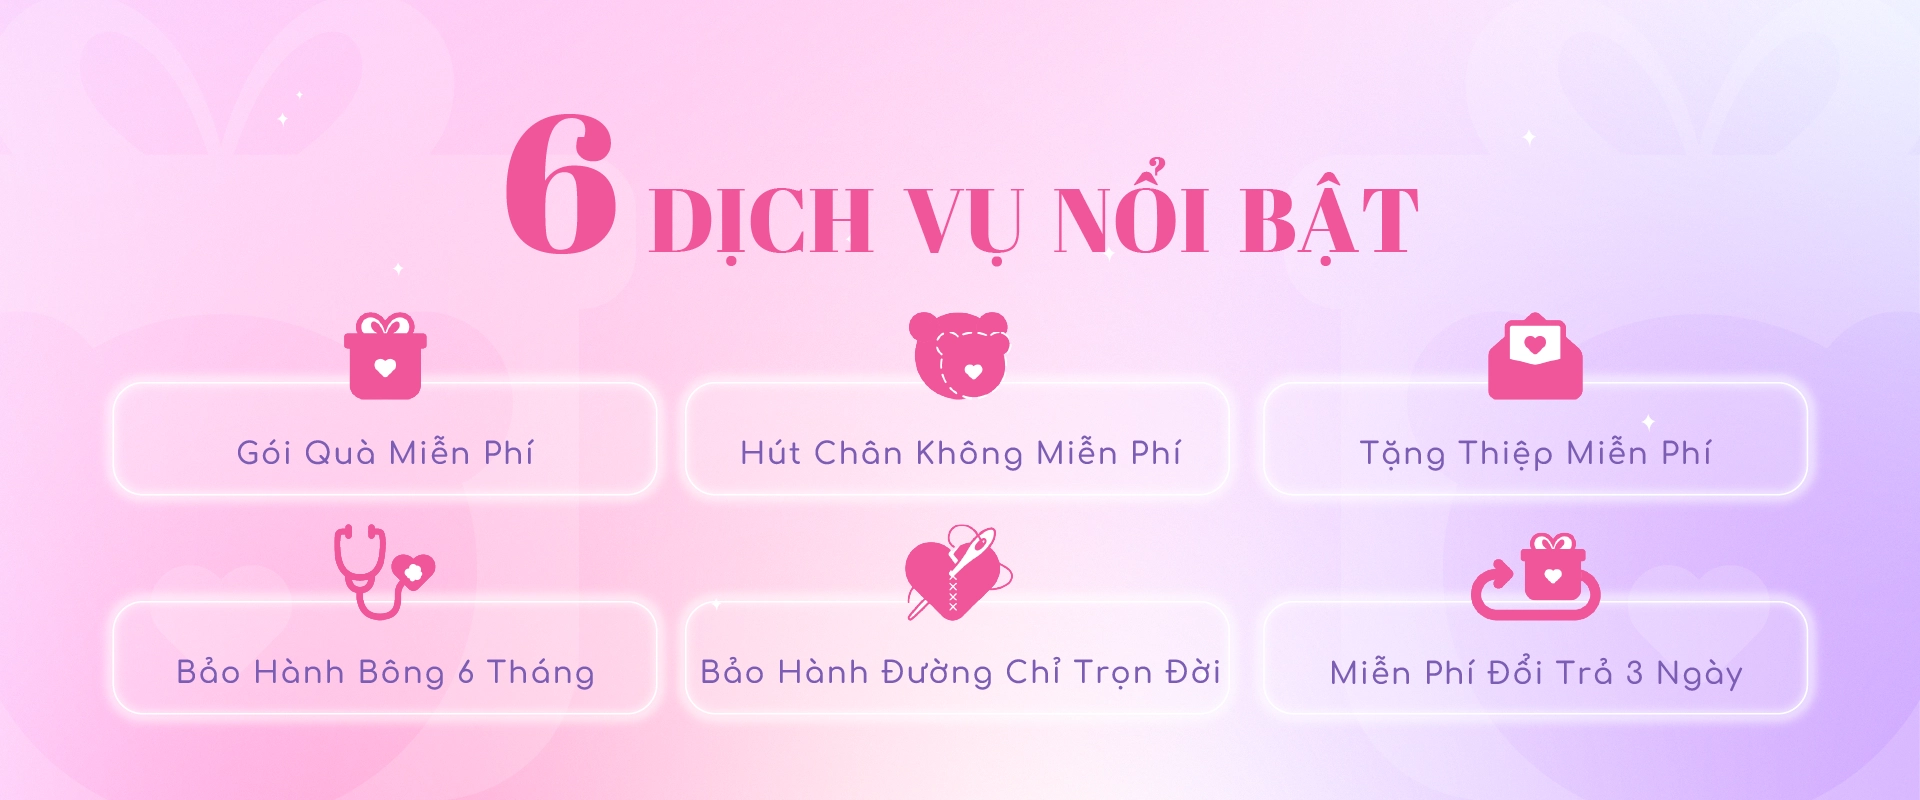 6 DỊCH VỤ NỔI BẬT
Gói Quà Miễn Phí
Hút Chân Không Miễn Phí
Tặng Thiệp Miễn Phí
Bảo Hành Bông 6 Tháng
Bảo Hành Đường Chỉ Trọn Đời
Miễn Phí Đổi Trả 3 Ngày